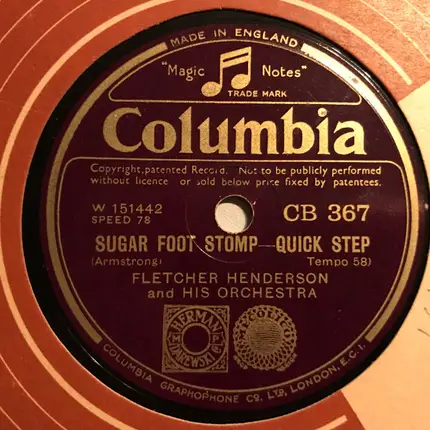 MADE IN ENGLAND
"Magic Notes"
TRADE MARK
Columbia
Copyright, patented Record. Not to be publicly performed
without licence or sold below price fixed by patentees.
W 151442
SPEED 78
CB 367
SUGAR FOOT STOMP—QUICK STEP
(Armstrong)
Tempo 58)
FLETCHER HENDERSON
and HIS ORCHESTRA
HERMAN
DAREWSKI
COLUMBIA GRAPHOPHONE CO. LTD, LONDON, E.C.1.